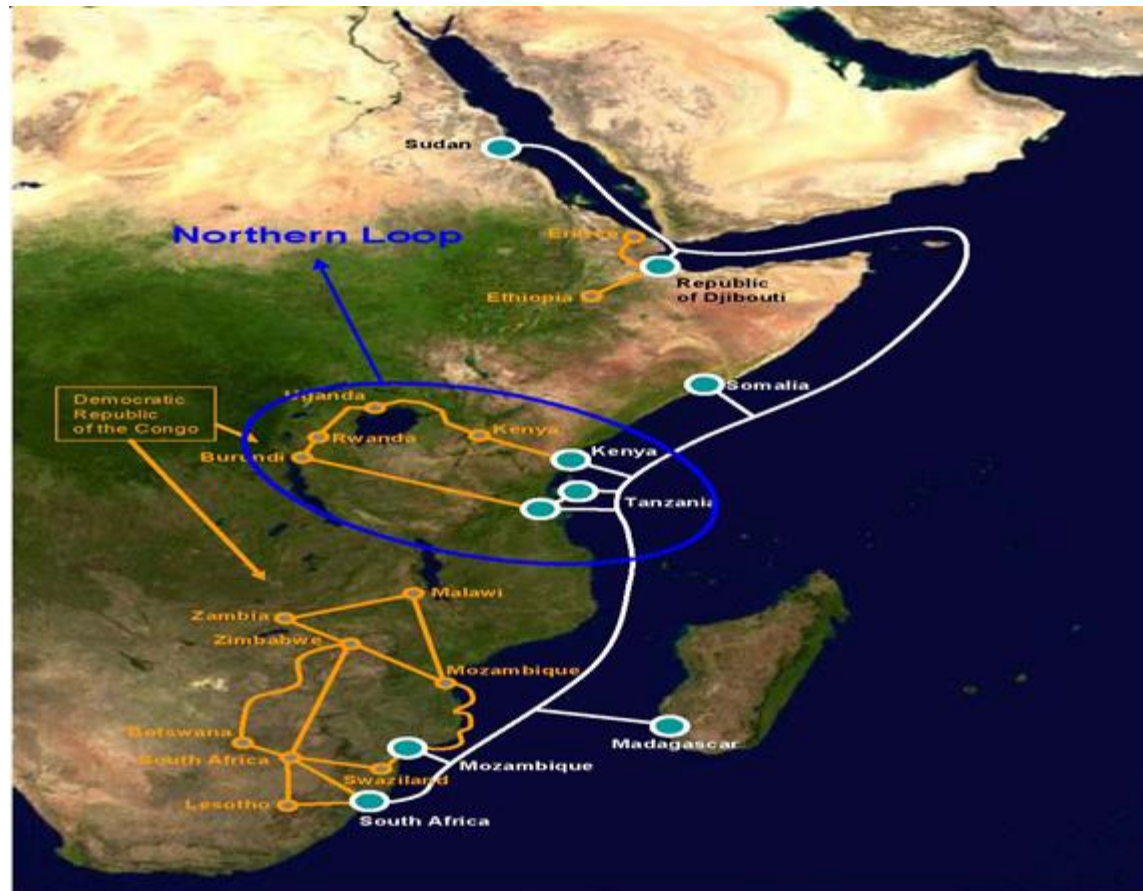 Sudan
Northern Loop
Eritrea
Republic
of Djibouti
Ethiopia
Somalia
Democratic
Republic
of the Congo
Uganda
Rwanda
Kenya
Burundi
Kenya
Tanzania
Malawi
Zambia
Zimbabwe
Mozambique
Botswana
South Africa
Madagascar
Mozambique
Swaziland
Lesotho
South Africa